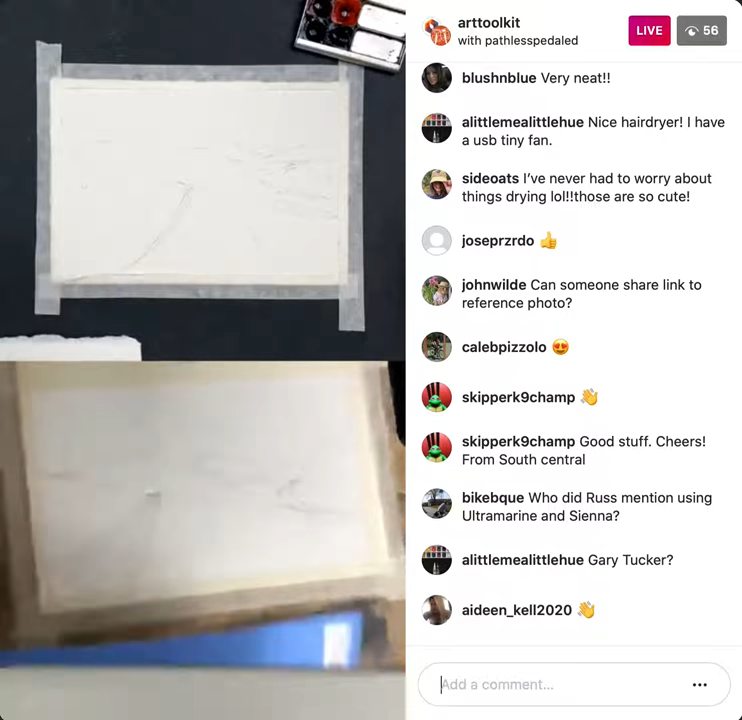 arttoolkit
with pathlesspedaled
LIVE
56
blushnblue Very neat!!
alittlemealittlehue Nice hairdryer! I have
a usb tiny fan.
sideoats I've never had to worry about
things drying lol!!those are so cute!
joseprzrdo 👍
johnwilde Can someone share link to
reference photo?
calebpizzolo 😍
skipperk9champ 👋
skipperk9champ Good stuff. Cheers!
From South central
bikebque Who did Russ mention using
Ultramarine and Sienna?
alittlemealittlehue Gary Tucker?
aideen_kell2020 👋
Add a comment...